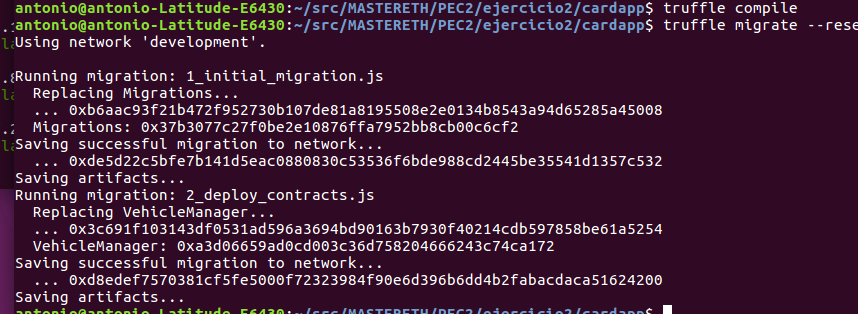 antonio@antonio-Latitude-E6430:~/src/MASTERETH/PEC2/ejercicio2/cardapp$ truffle compile
antonio@antonio-Latitude-E6430:~/src/MASTERETH/PEC2/ejercicio2/cardapp$ truffle migrate --rese
Using network 'development'.
Running migration: 1_initial_migration.js
Replacing Migrations...
... 0xb6aac93f21b472f952730b107de81a8195508e2e0134b8543a94d65285a45008
Migrations: 0x37b3077c27f0be2e10876ffa7952bb8cb00c6cf2
Saving successful migration to network...
... 0xde5d22c5bfe7b141d5eac0880830c53536f6bde988cd2445be35541d1357c532
Saving artifacts...
Running migration: 2_deploy_contracts.js
Replacing VehicleManager...
... 0x3c691f103143df0531ad596a3694bd90163b7930f40214cdb597858be61a5254
VehicleManager: 0xa3d06659ad0cd003c36d758204666243c74ca172
Saving successful migration to network...
... 0xd8edef7570381cf5fe5000f72323984f90e6d396b6dd4b2fabacdaca51624200
Saving artifacts...
antonio@antonio-Latitude-E6430:~/src/MASTERETH/PEC2/ejercicio2/cardapp$